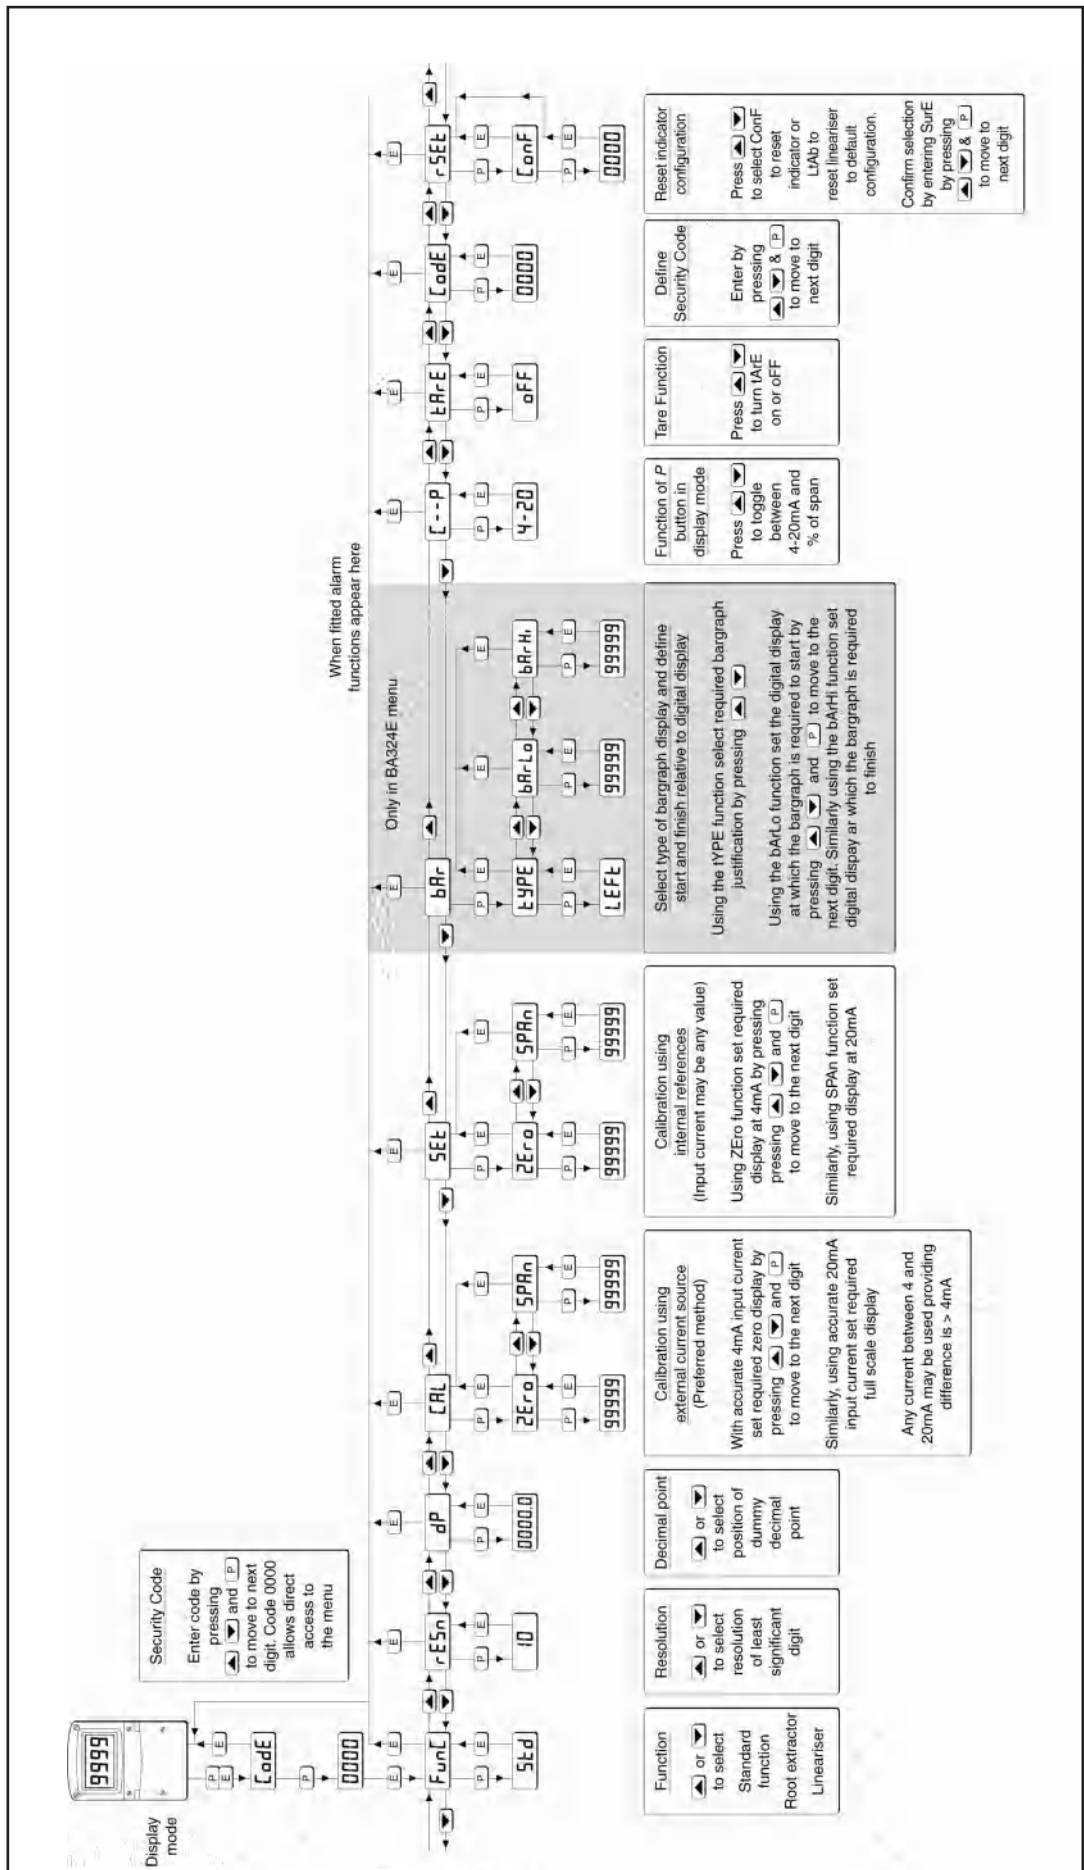 9999
Display
mode
P
E
E
CodE
P
0000
E
Security Code
Enter code by
pressing
▲ ▼ and P
to move to next
digit. Code 0000
allows direct
access to
the menu
When fitted alarm
functions appear here
Only in BA324E menu
E
FunC
P
E
Std
E
rESn
P
E
10
E
dP
P
E
0000.0
E
CAL
P
E
ZEro
P
E
99999
E
SPAn
P
E
99999
E
SEt
P
E
ZEro
P
E
99999
E
SPAn
P
E
99999
E
bAr
P
E
tYPE
P
E
LEFt
E
bArLo
P
E
99999
E
bArHi
P
E
99999
E
C--P
P
E
4-20
E
tArE
P
E
oFF
E
CodE
P
E
0000
E
rSEt
P
E
ConF
P
E
0000
Function
▲ or ▼
to select
Standard
function
Root extractor
Lineariser
Resolution
▲ or ▼
to select
resolution
of least
significant
digit
Decimal point
▲ or ▼
to select
position of
dummy
decimal
point
Calibration using
external current source
(Preferred method)
With accurate 4mA input current
set required zero display by
pressing ▲ ▼ and P
to move to the next digit
Similarly, using accurate 20mA
input current set required
full scale display
Any current between 4 and
20mA may be used providing
difference is > 4mA
Calibration using
internal references
(Input current may be any value)
Using ZEro function set required
display at 4mA by pressing
pressing ▲ ▼ and P
to move to the next digit
Similarly, using SPAn function set
required display at 20mA
Select type of bargraph display and define
start and finish relative to digital display
Using the tYPE function select required bargraph
justification by pressing ▲ ▼
Using the bArLo function set the digital display
at which the bargraph is required to start by
pressing ▲ ▼ and P to move to the
next digit. Similarly using the bArHi function set
digital dispay ar which the bargraph is required
to finish
Function of P
button in
display mode
Press ▲ ▼
to toggle
between
4-20mA and
% of span
Tare Function
Press ▲ ▼
to turn tArE
on or oFF
Define
Security Code
Enter by
pressing
▲ ▼ & P
to move to
next digit
Reset indicator
configuration
Press ▲ ▼
to select ConF
to reset
indicator or
LtAb to
reset lineariser
to default
configuration.
Confirm selection
by entering SurE
by pressing
▲ ▼ & P
to move to
next digit